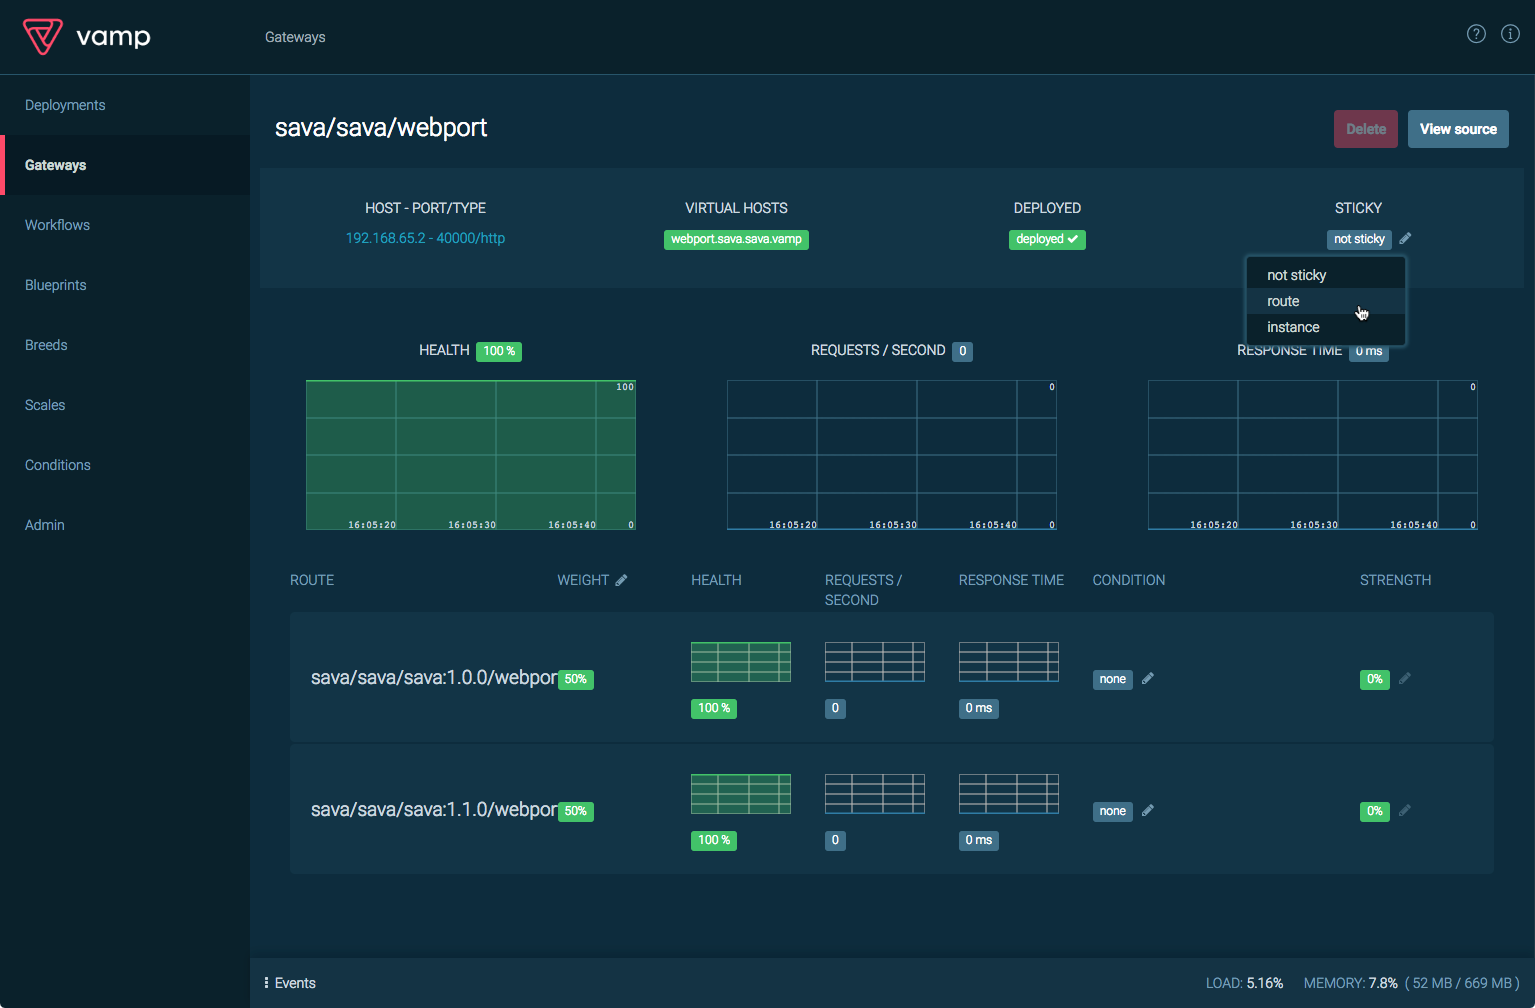 vamp
Gateways
Deployments
Gateways
Workflows
Blueprints
Breeds
Scales
Conditions
Admin
sava/sava/webport
Delete
View source
HOST - PORT/TYPE
192.168.65.2 - 40000/http
VIRTUAL HOSTS
webport.sava.sava.vamp
DEPLOYED
deployed
STICKY
not sticky
not sticky
route
instance
HEALTH 100 %
100
16:05:20 16:05:30 16:05:40 0
REQUESTS / SECOND 0
0
16:05:20 16:05:30 16:05:40 0
RESPONSE TIME 0 ms
0
16:05:20 16:05:30 16:05:40 0
ROUTE WEIGHT HEALTH REQUESTS / RESPONSE TIME CONDITION STRENGTH
SECOND
sava/sava/sava:1.0.0/webpor 50% none 0%
100 % 0 0 ms
sava/sava/sava:1.1.0/webpor 50% none 0%
100 % 0 0 ms
Events
LOAD: 5.16% MEMORY: 7.8% ( 52 MB / 669 MB )